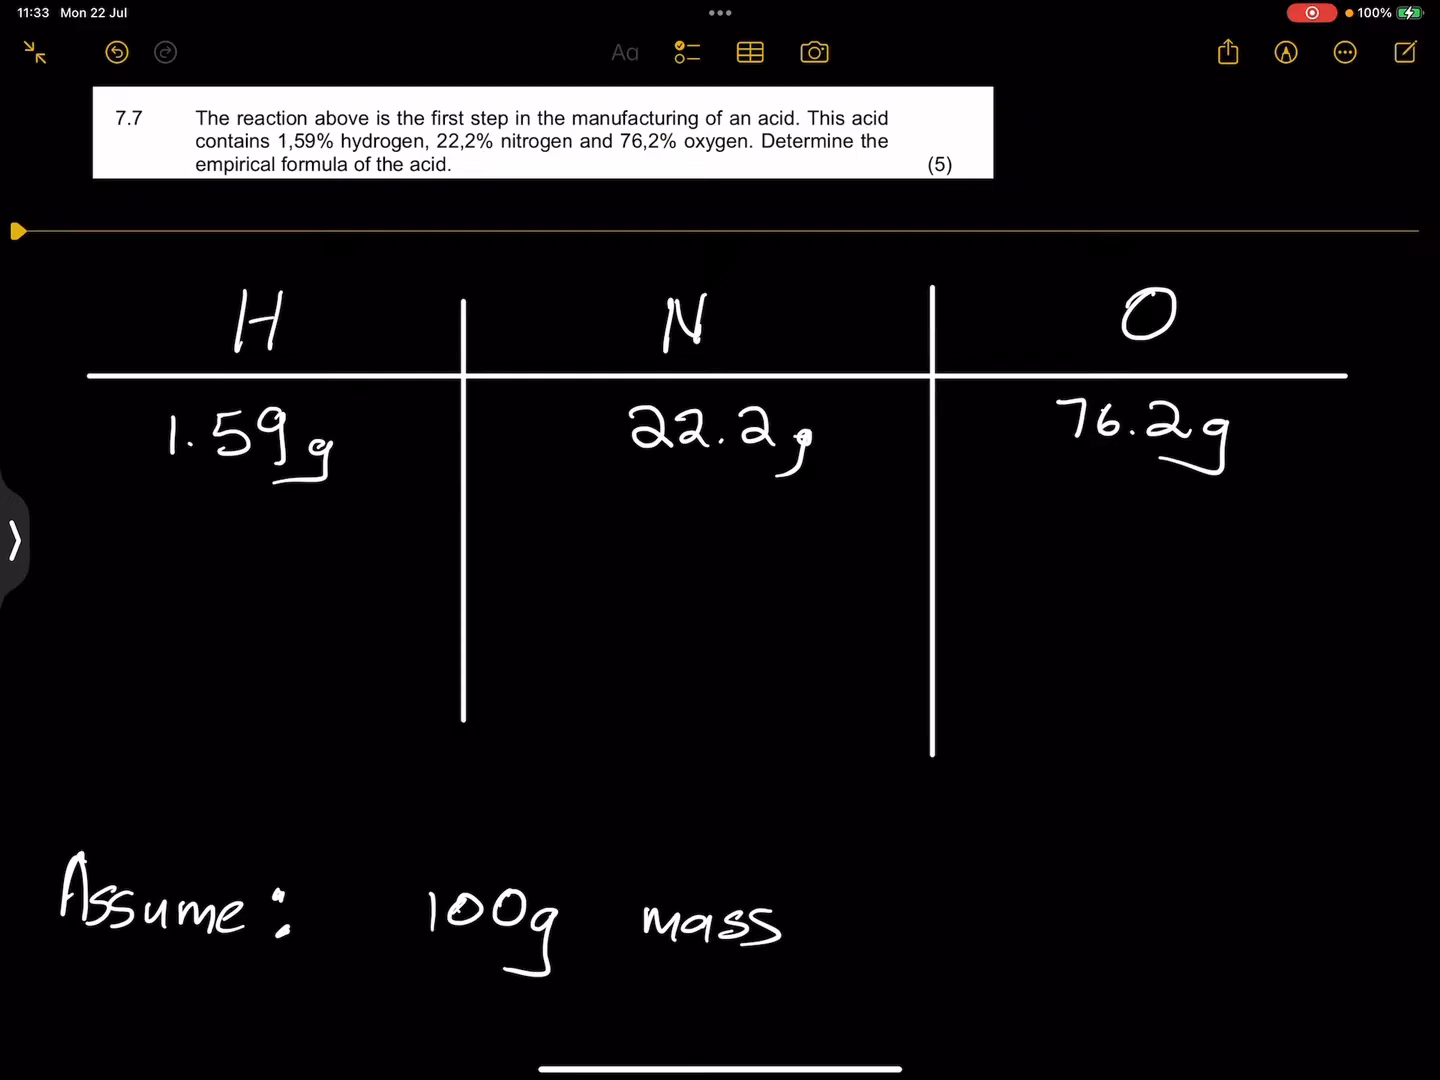 11:33 Mon 22 Jul
100%
Aa
7.7 The reaction above is the first step in the manufacturing of an acid. This acid
contains 1,59% hydrogen, 22,2% nitrogen and 76,2% oxygen. Determine the
empirical formula of the acid. (5)
H N O
1.59g 22.2g 76.2g
Assume: 100g mass